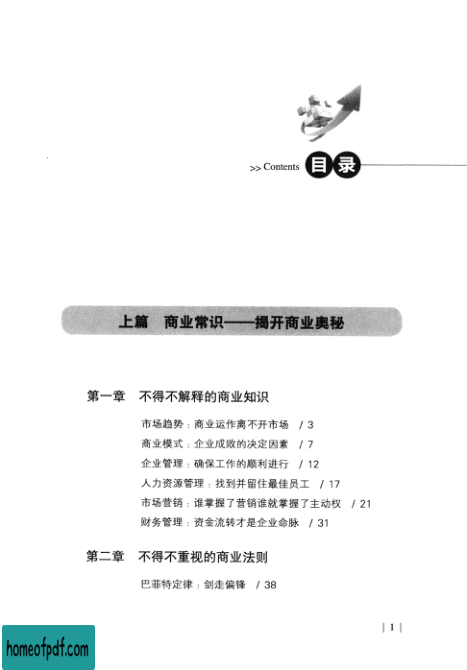 >> Contents 目录
上篇 商业常识——揭开商业奥秘
第一章 不得不解释的商业知识
市场趋势：商业运作离不开市场 / 3
商业模式：企业成败的决定因素 / 7
企业管理：确保工作的顺利进行 / 12
人力资源管理：找到并留住最佳员工 / 17
市场营销：谁掌握了营销谁就掌握了主动权 / 21
财务管理：资金流转才是企业命脉 / 31
第二章 不得不重视的商业法则
巴菲特定律：剑走偏锋 / 38
| 1 |
homeofpdf.com